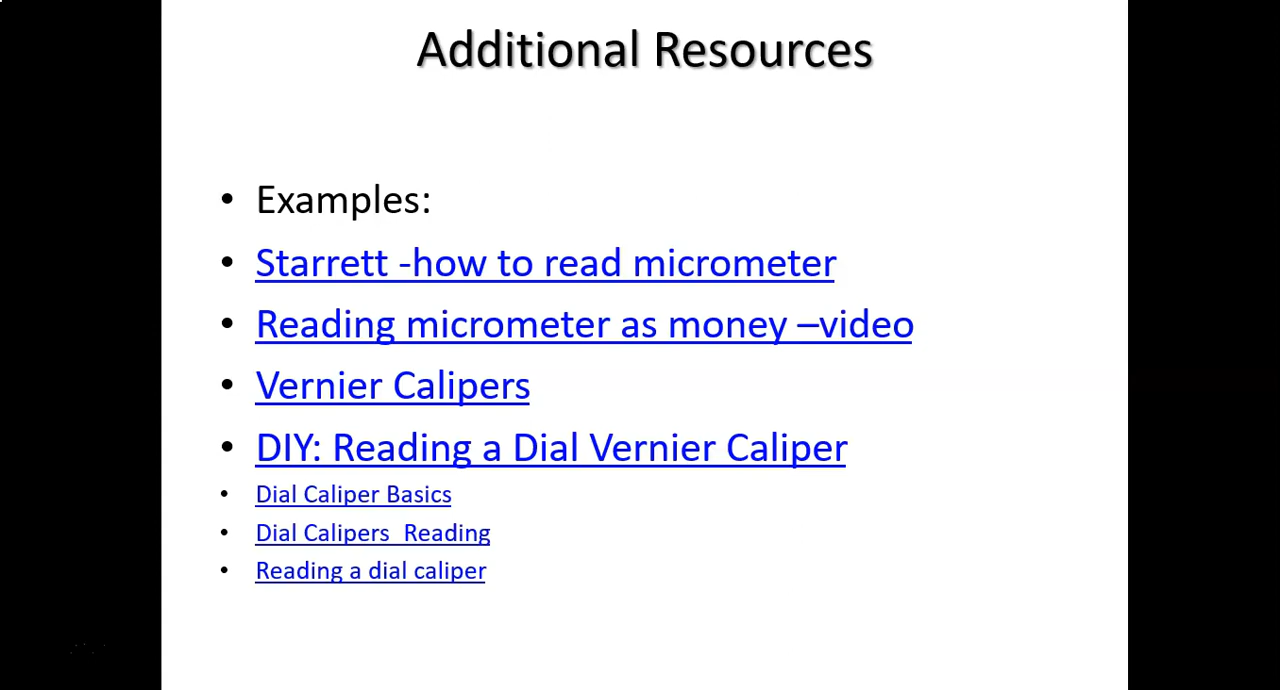 Additional Resources
• Examples:
• Starrett -how to read micrometer
• Reading micrometer as money –video
• Vernier Calipers
• DIY: Reading a Dial Vernier Caliper
• Dial Caliper Basics
• Dial Calipers  Reading
• Reading a dial caliper